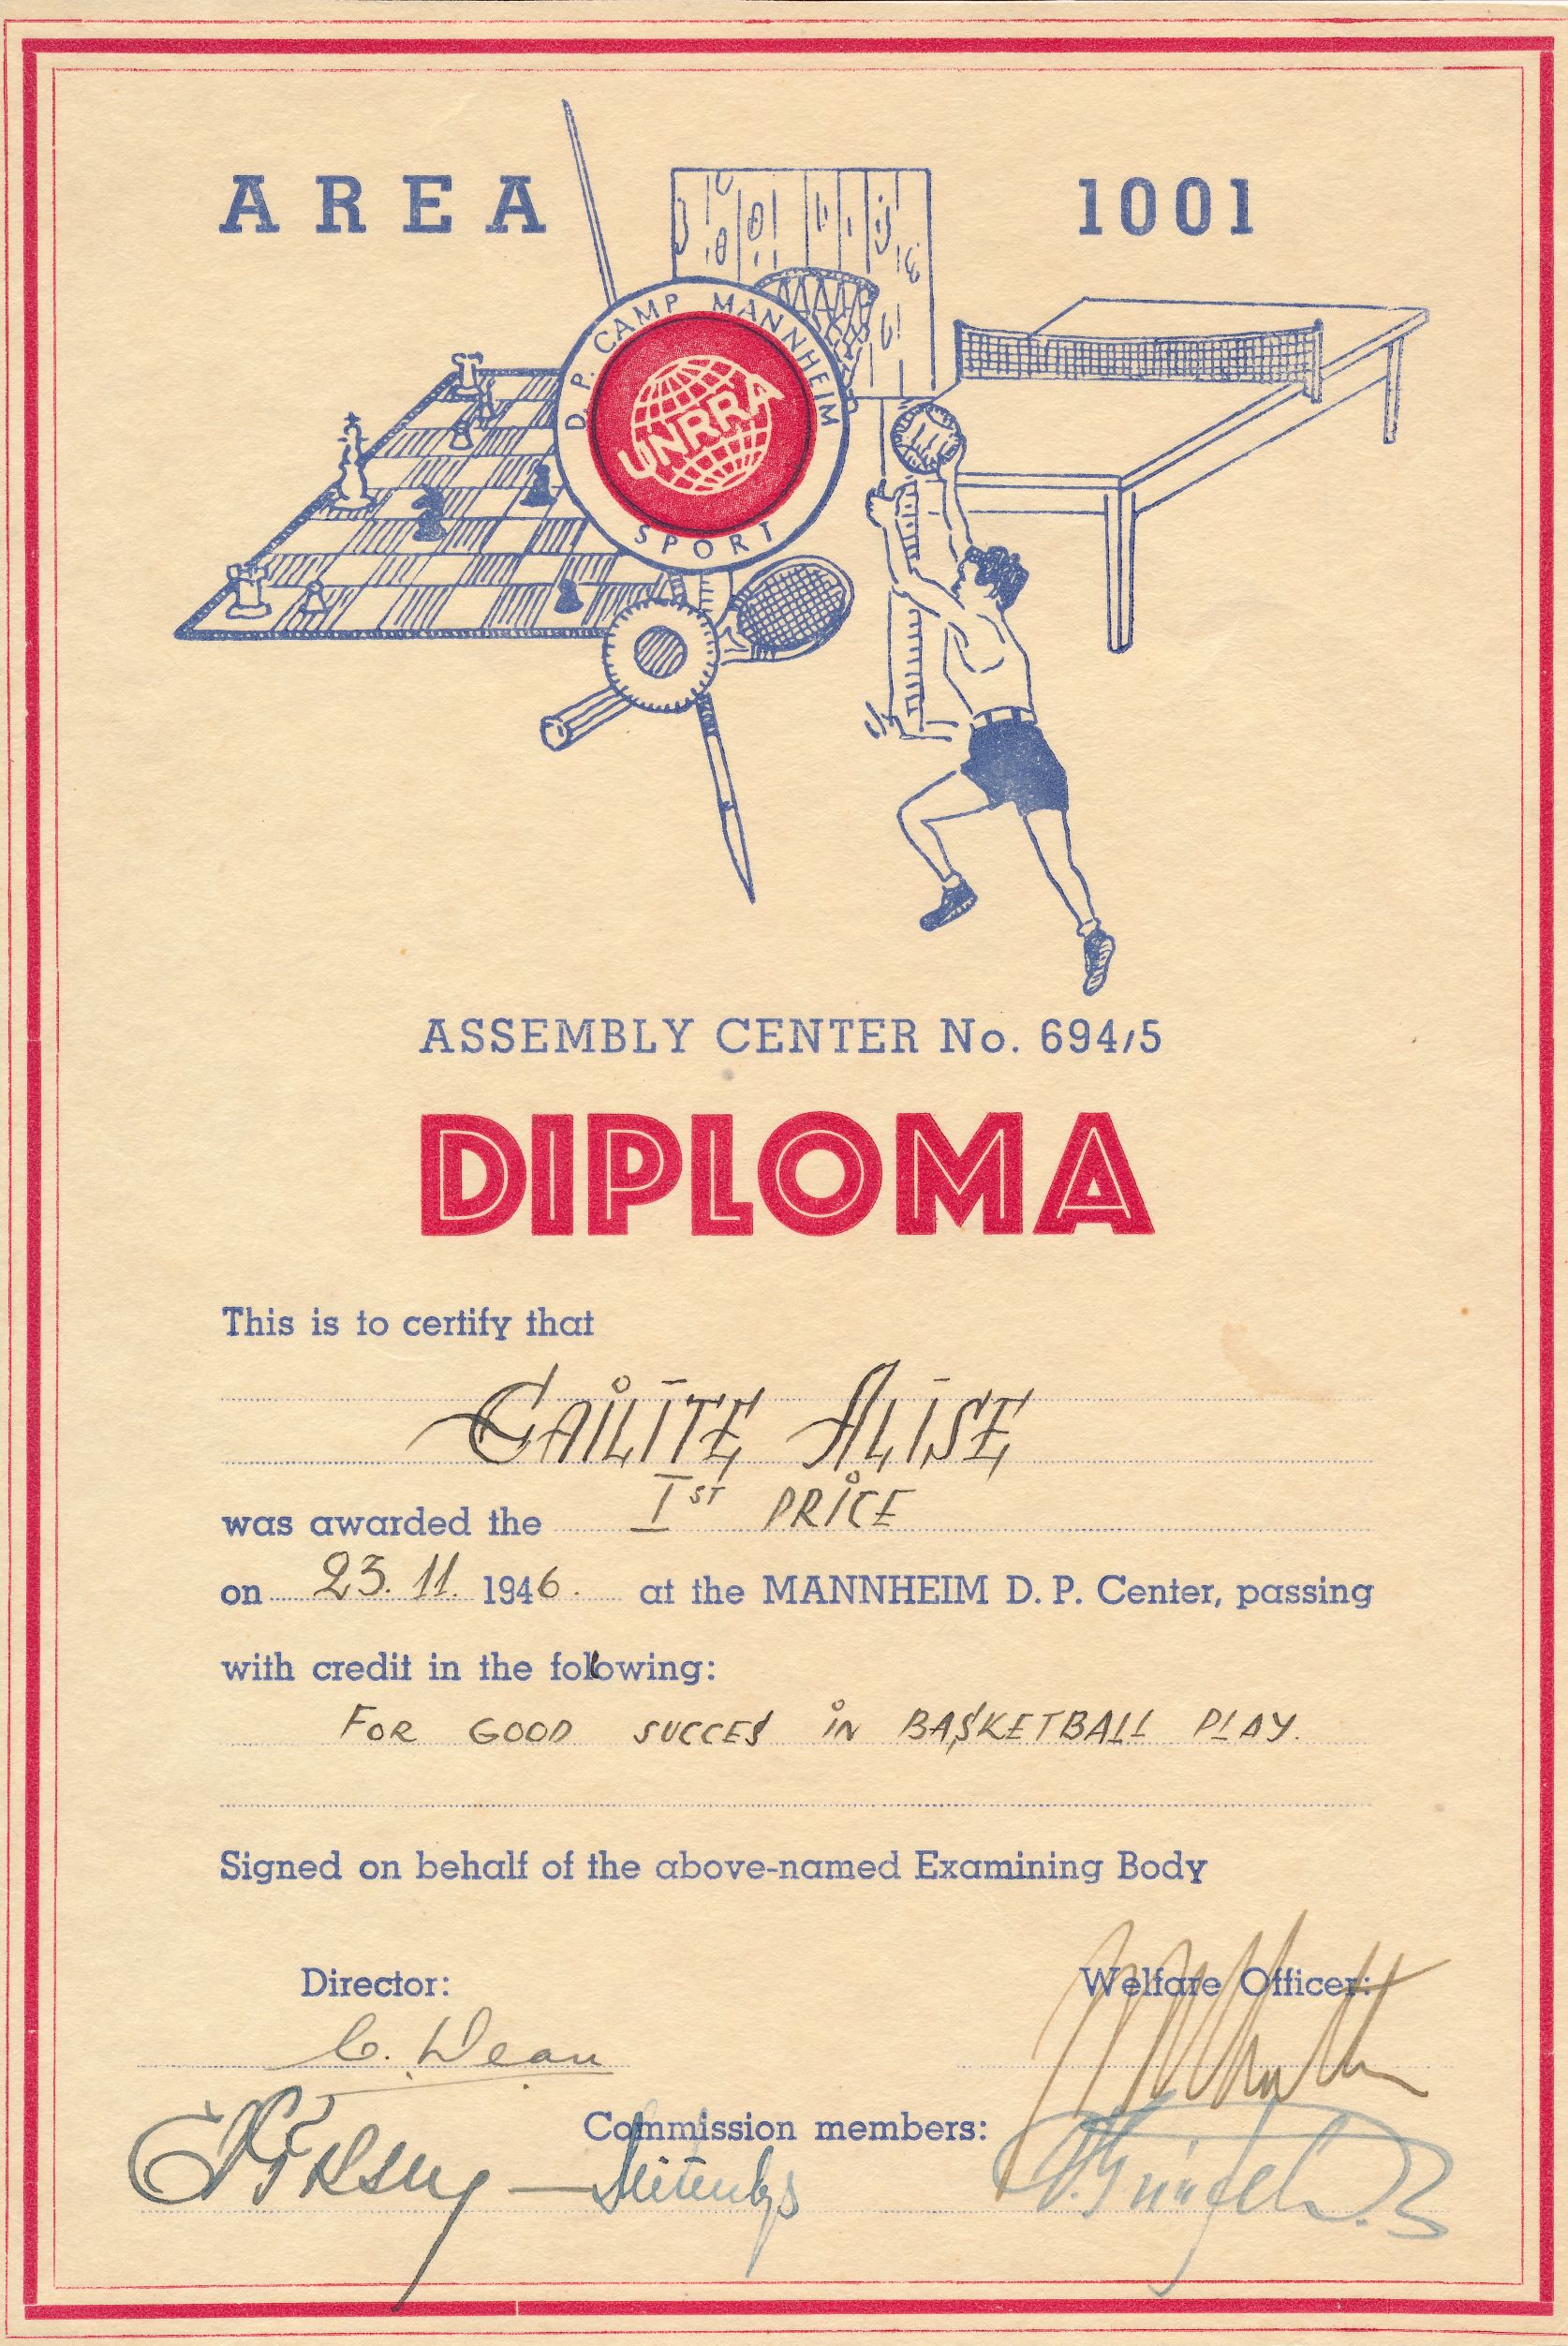 AREA 1001
D. P. CAMP MANNHEIM
UNRRA
SPORT
ASSEMBLY CENTER No. 694/5
DIPLOMA
This is to certify that
GAILITE ALISE
was awarded the Iˢᵀ PRICE
on 23. 11. 1946. at the MANNHEIM D. P. Center, passing
with credit in the following:
FOR GOOD SUCCES IN BASKETBALL PLAY.
Signed on behalf of the above-named Examining Body
Director: Welfare Officer:
C. Dean
Commission members: